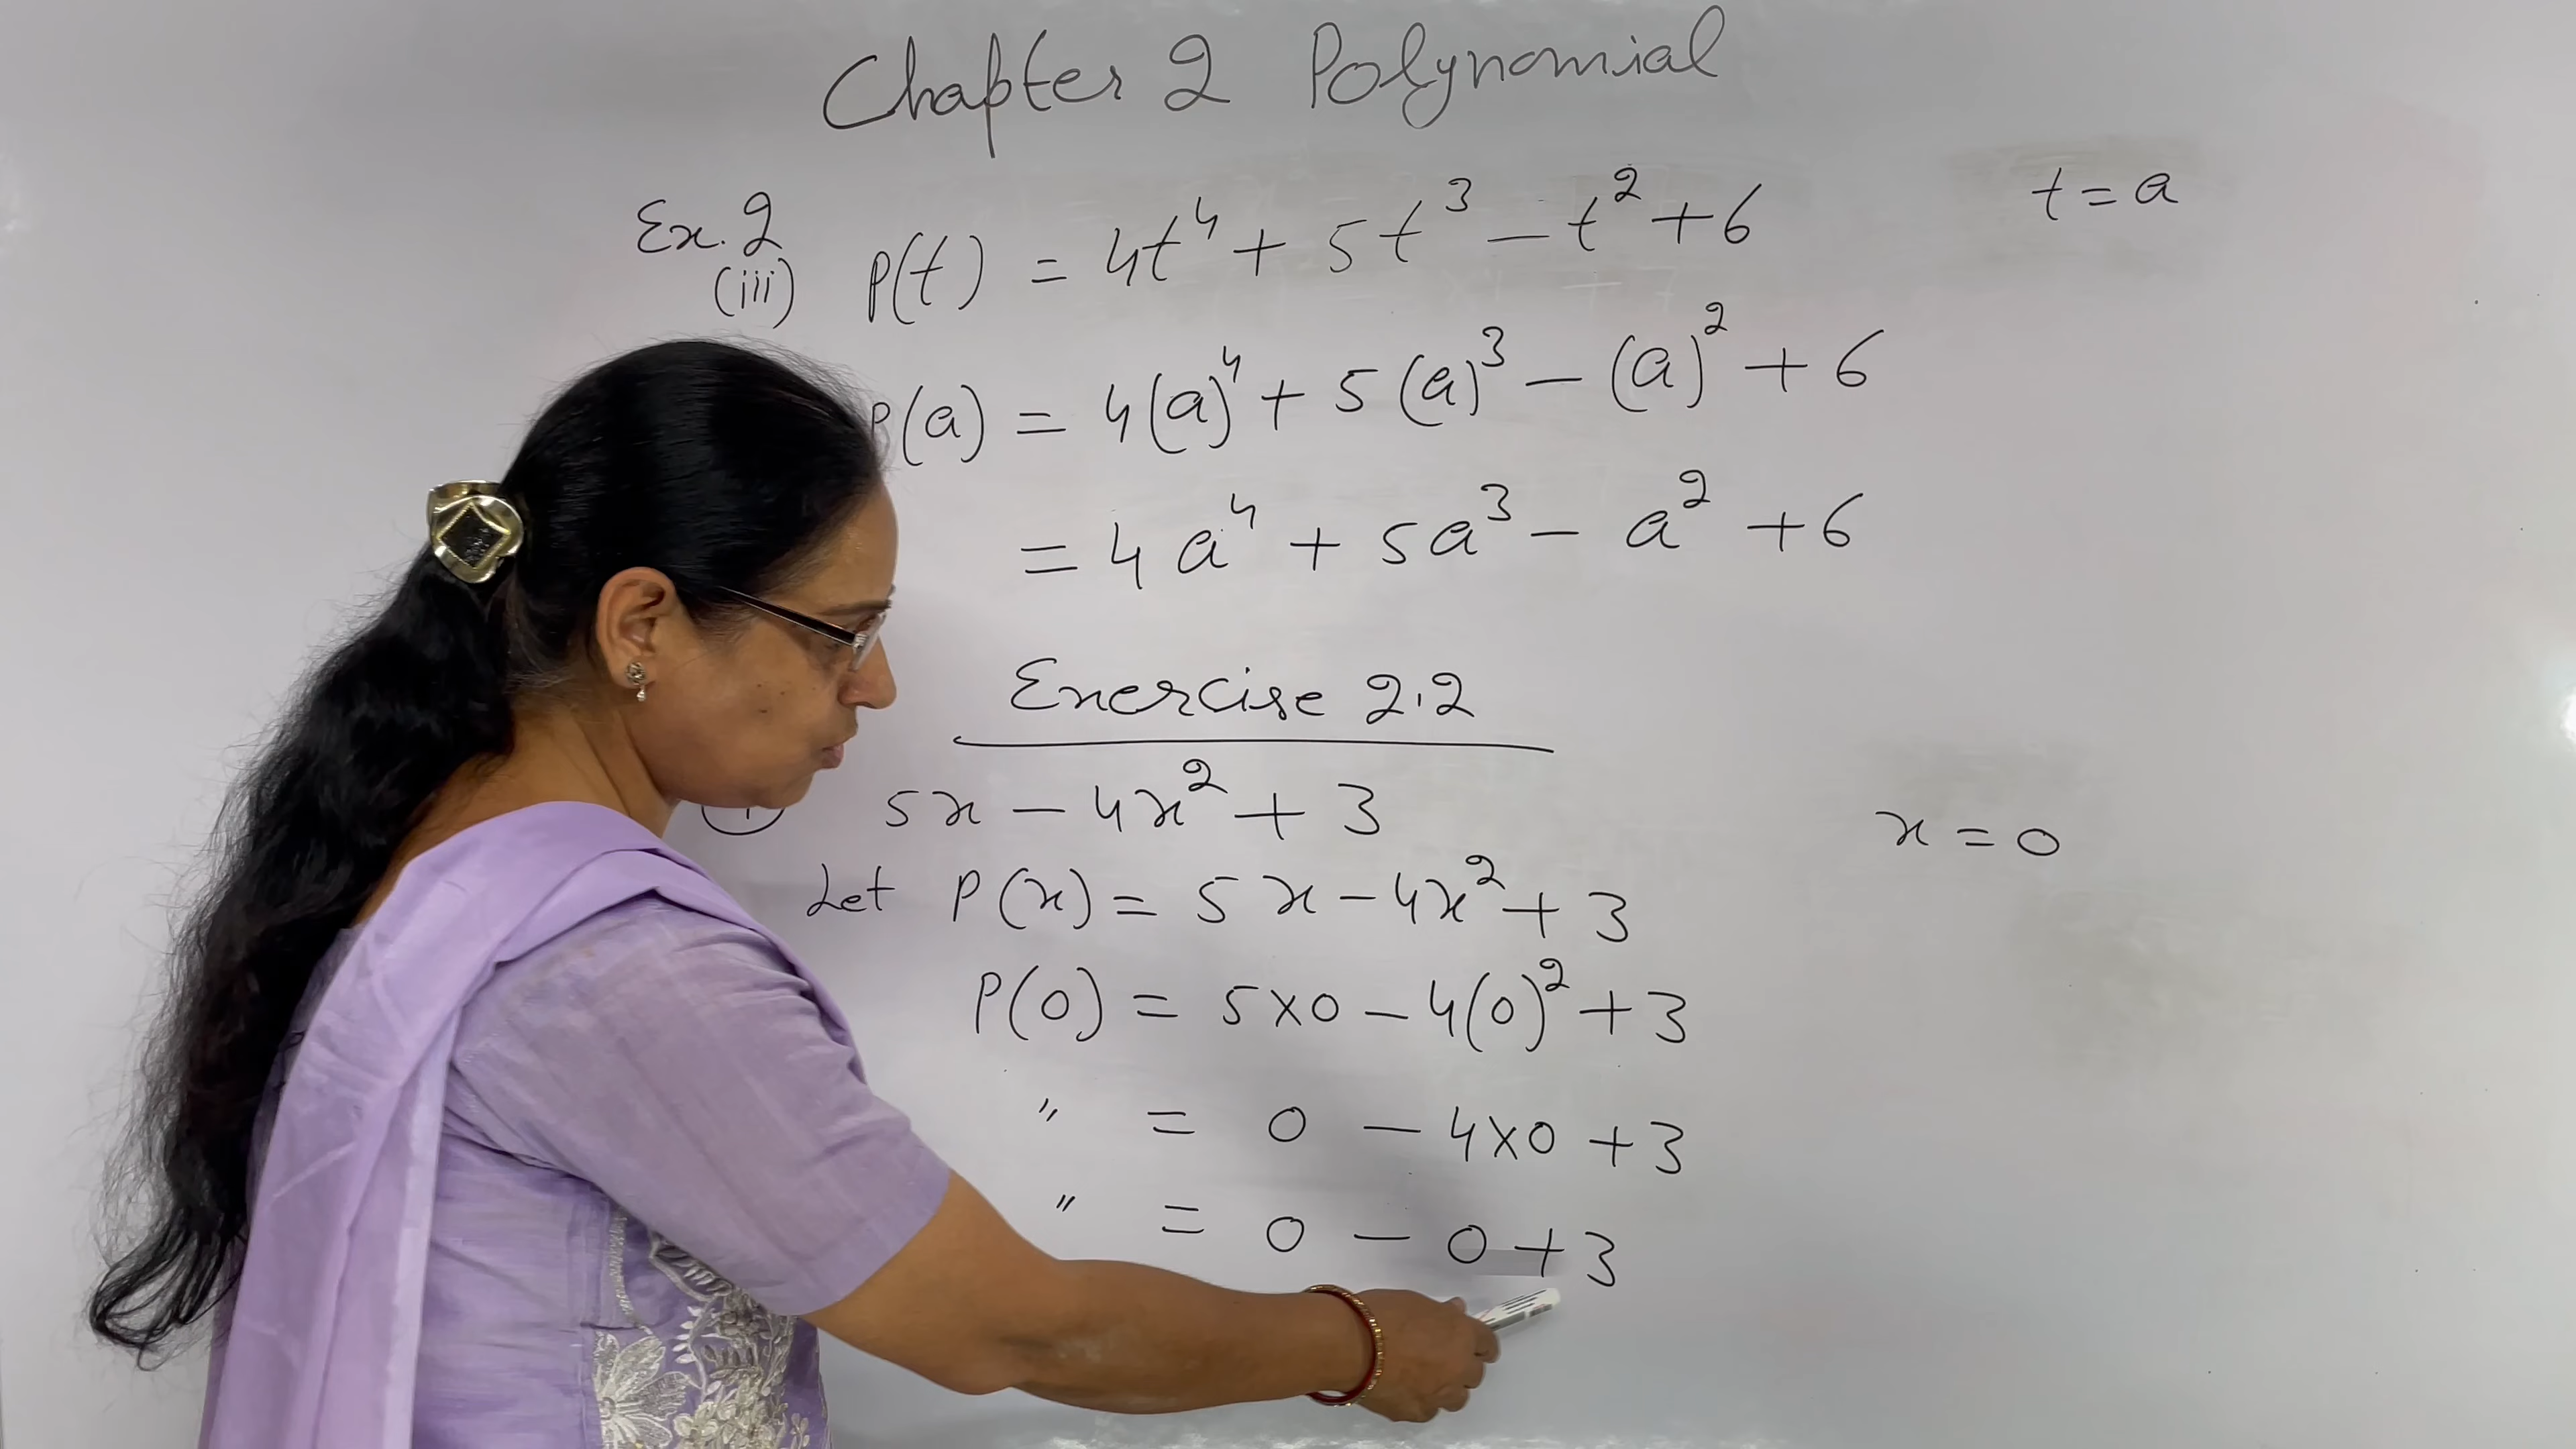 Chapter 2 Polynomial
Ex. 2
(iii) P(t) = 4t⁴ + 5t³ − t² + 6 t = a
P(a) = 4(a)⁴ + 5(a)³ − (a)² + 6
= 4a⁴ + 5a³ − a² + 6
Exercise 2.2
5x − 4x² + 3 x = 0
Let P(x) = 5x − 4x² + 3
P(0) = 5×0 − 4(0)² + 3
〃 = 0 − 4×0 + 3
〃 = 0 − 0 + 3